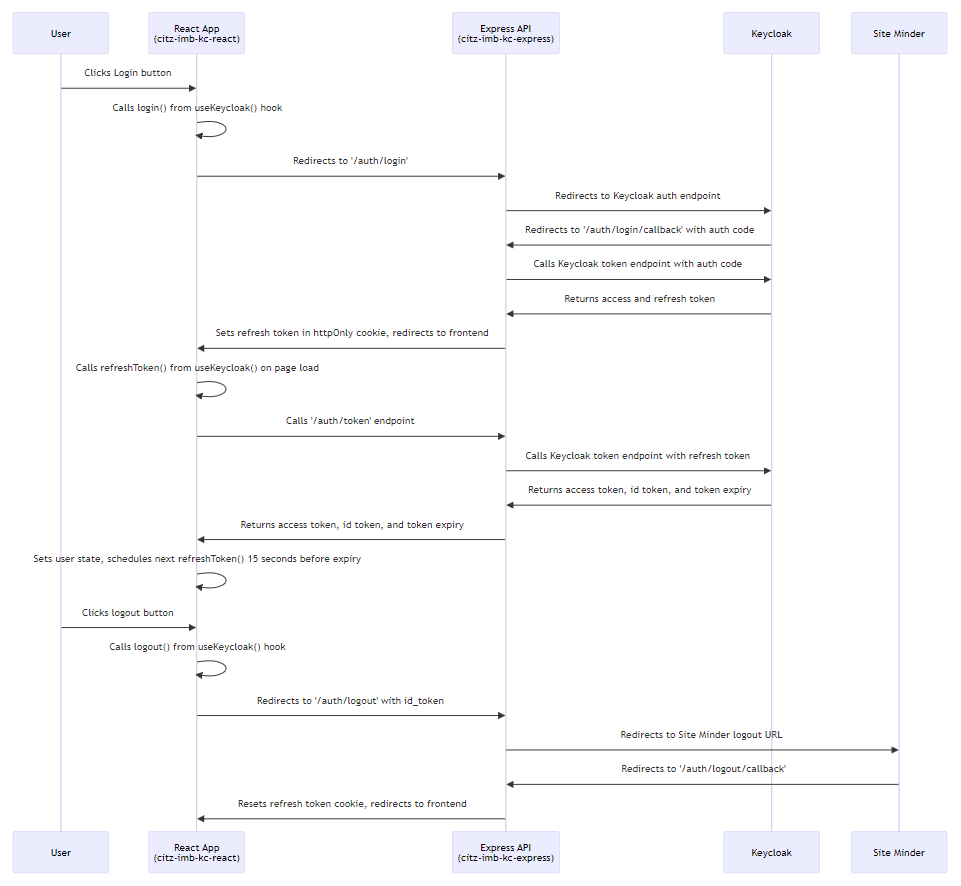 User
React App
(citz-imb-kc-react)
Express API
(citz-imb-kc-express)
Keycloak
Site Minder
Clicks Login button
Calls login() from useKeycloak() hook
Redirects to '/auth/login'
Redirects to Keycloak auth endpoint
Redirects to '/auth/login/callback' with auth code
Calls Keycloak token endpoint with auth code
Returns access and refresh token
Sets refresh token in httpOnly cookie, redirects to frontend
Calls refreshToken() from useKeycloak() on page load
Calls '/auth/token' endpoint
Calls Keycloak token endpoint with refresh token
Returns access token, id token, and token expiry
Returns access token, id token, and token expiry
Sets user state, schedules next refreshToken() 15 seconds before expiry
Clicks logout button
Calls logout() from useKeycloak() hook
Redirects to '/auth/logout' with id_token
Redirects to Site Minder logout URL
Redirects to '/auth/logout/callback'
Resets refresh token cookie, redirects to frontend
User
React App
(citz-imb-kc-react)
Express API
(citz-imb-kc-express)
Keycloak
Site Minder